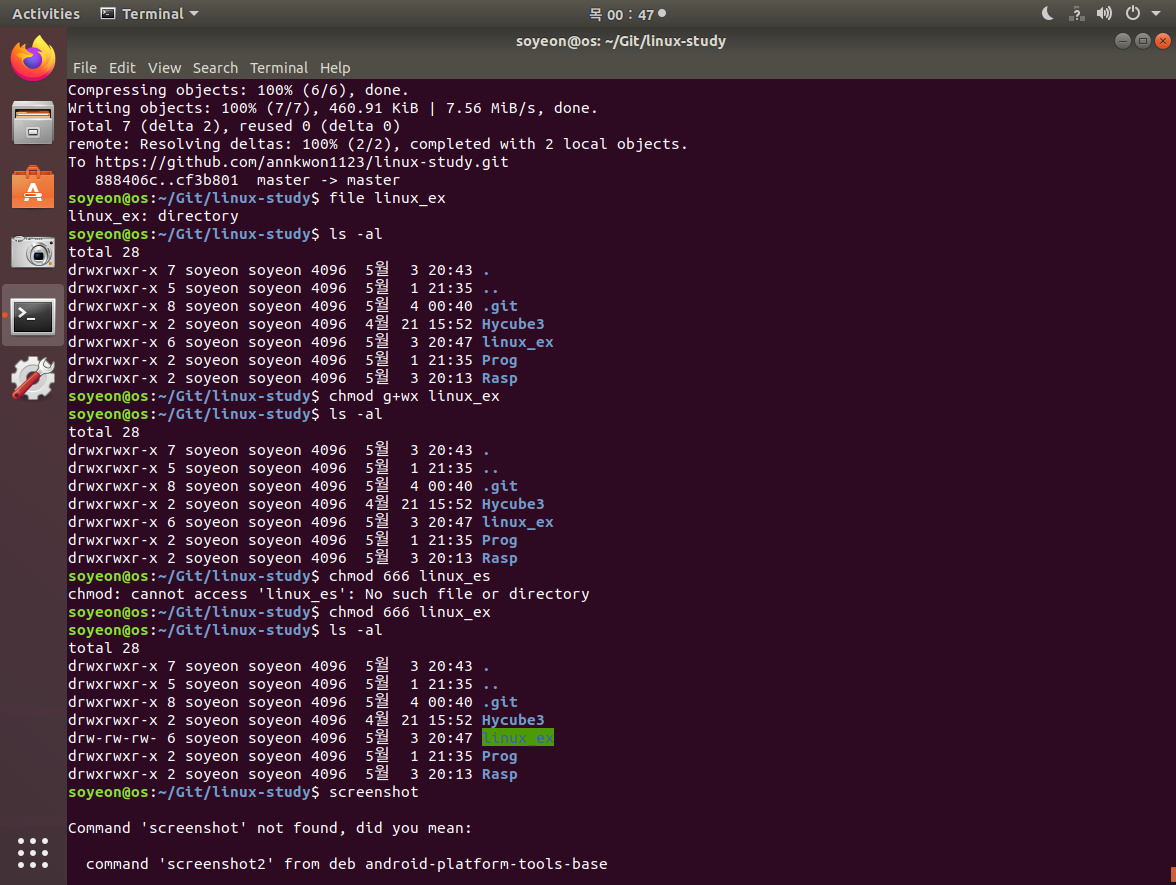 Activities
Terminal
목 00 : 47
soyeon@os: ~/Git/linux-study
File Edit View Search Terminal Help
Compressing objects: 100% (6/6), done.
Writing objects: 100% (7/7), 460.91 KiB | 7.56 MiB/s, done.
Total 7 (delta 2), reused 0 (delta 0)
remote: Resolving deltas: 100% (2/2), completed with 2 local objects.
To https://github.com/annkwon1123/linux-study.git
   888406c..cf3b801  master -> master
soyeon@os:~/Git/linux-study$ file linux_ex
linux_ex: directory
soyeon@os:~/Git/linux-study$ ls -al
total 28
drwxrwxr-x 7 soyeon soyeon 4096  5월  3 20:43 .
drwxrwxr-x 5 soyeon soyeon 4096  5월  1 21:35 ..
drwxrwxr-x 8 soyeon soyeon 4096  5월  4 00:40 .git
drwxrwxr-x 2 soyeon soyeon 4096  4월 21 15:52 Hycube3
drwxrwxr-x 6 soyeon soyeon 4096  5월  3 20:47 linux_ex
drwxrwxr-x 2 soyeon soyeon 4096  5월  1 21:35 Prog
drwxrwxr-x 2 soyeon soyeon 4096  5월  3 20:13 Rasp
soyeon@os:~/Git/linux-study$ chmod g+wx linux_ex
soyeon@os:~/Git/linux-study$ ls -al
total 28
drwxrwxr-x 7 soyeon soyeon 4096  5월  3 20:43 .
drwxrwxr-x 5 soyeon soyeon 4096  5월  1 21:35 ..
drwxrwxr-x 8 soyeon soyeon 4096  5월  4 00:40 .git
drwxrwxr-x 2 soyeon soyeon 4096  4월 21 15:52 Hycube3
drwxrwxr-x 6 soyeon soyeon 4096  5월  3 20:47 linux_ex
drwxrwxr-x 2 soyeon soyeon 4096  5월  1 21:35 Prog
drwxrwxr-x 2 soyeon soyeon 4096  5월  3 20:13 Rasp
soyeon@os:~/Git/linux-study$ chmod 666 linux_es
chmod: cannot access 'linux_es': No such file or directory
soyeon@os:~/Git/linux-study$ chmod 666 linux_ex
soyeon@os:~/Git/linux-study$ ls -al
total 28
drwxrwxr-x 7 soyeon soyeon 4096  5월  3 20:43 .
drwxrwxr-x 5 soyeon soyeon 4096  5월  1 21:35 ..
drwxrwxr-x 8 soyeon soyeon 4096  5월  4 00:40 .git
drwxrwxr-x 2 soyeon soyeon 4096  4월 21 15:52 Hycube3
drw-rw-rw- 6 soyeon soyeon 4096  5월  3 20:47 linux_ex
drwxrwxr-x 2 soyeon soyeon 4096  5월  1 21:35 Prog
drwxrwxr-x 2 soyeon soyeon 4096  5월  3 20:13 Rasp
soyeon@os:~/Git/linux-study$ screenshot
Command 'screenshot' not found, did you mean:
  command 'screenshot2' from deb android-platform-tools-base